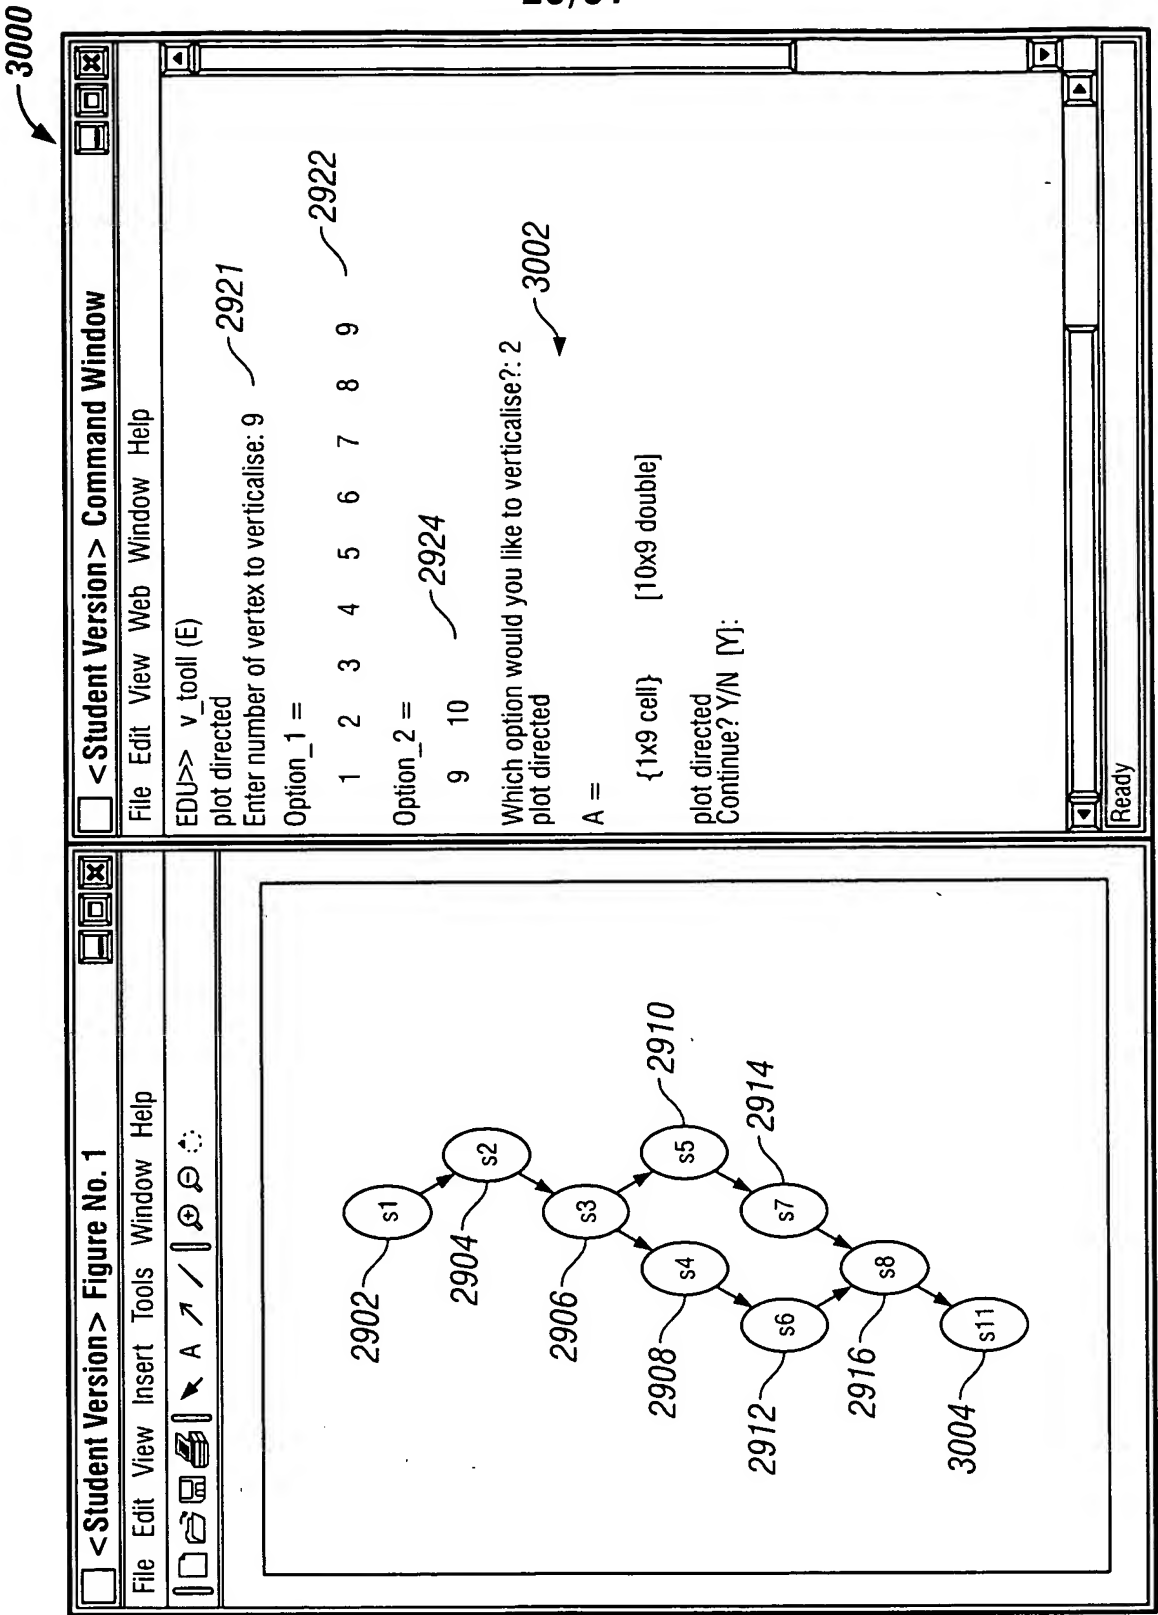 3000
<Student Version> Figure No. 1
File Edit View Insert Tools Window Help
A
2902
s1
2904
s2
2906
s3
2908
s4
s5
2910
2912
s6
s7
2914
2916
s8
3004
s11
<Student Version> Command Window
File Edit View Web Window Help
EDU>> v_tooll (E)
plot directed
Enter number of vertex to verticalise: 9
2921
Option_1 =
1 2 3 4 5 6 7 8 9
2922
Option_2 =
9 10
2924
Which option would you like to verticalise?: 2
plot directed
3002
A =
{1x9 cell} [10x9 double]
plot directed
Continue? Y/N [Y]:
Ready